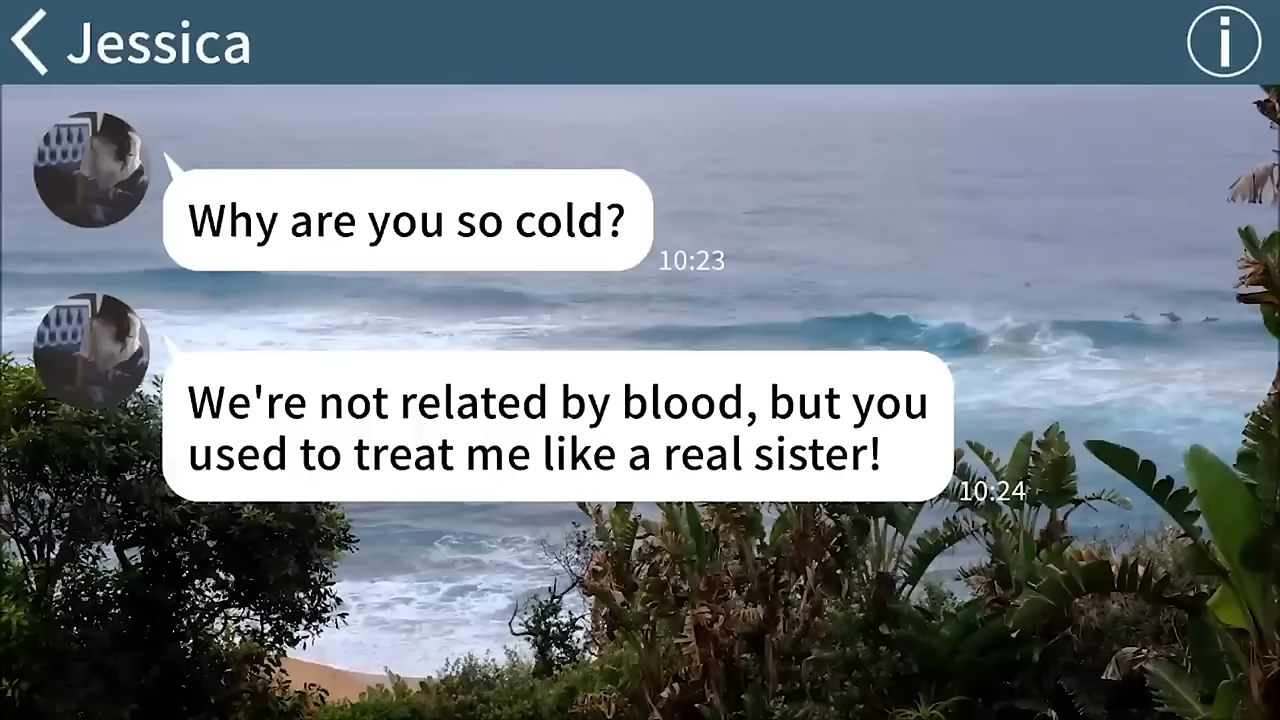 Jessica
Why are you so cold?
10:23
We're not related by blood, but you
used to treat me like a real sister!
10:24